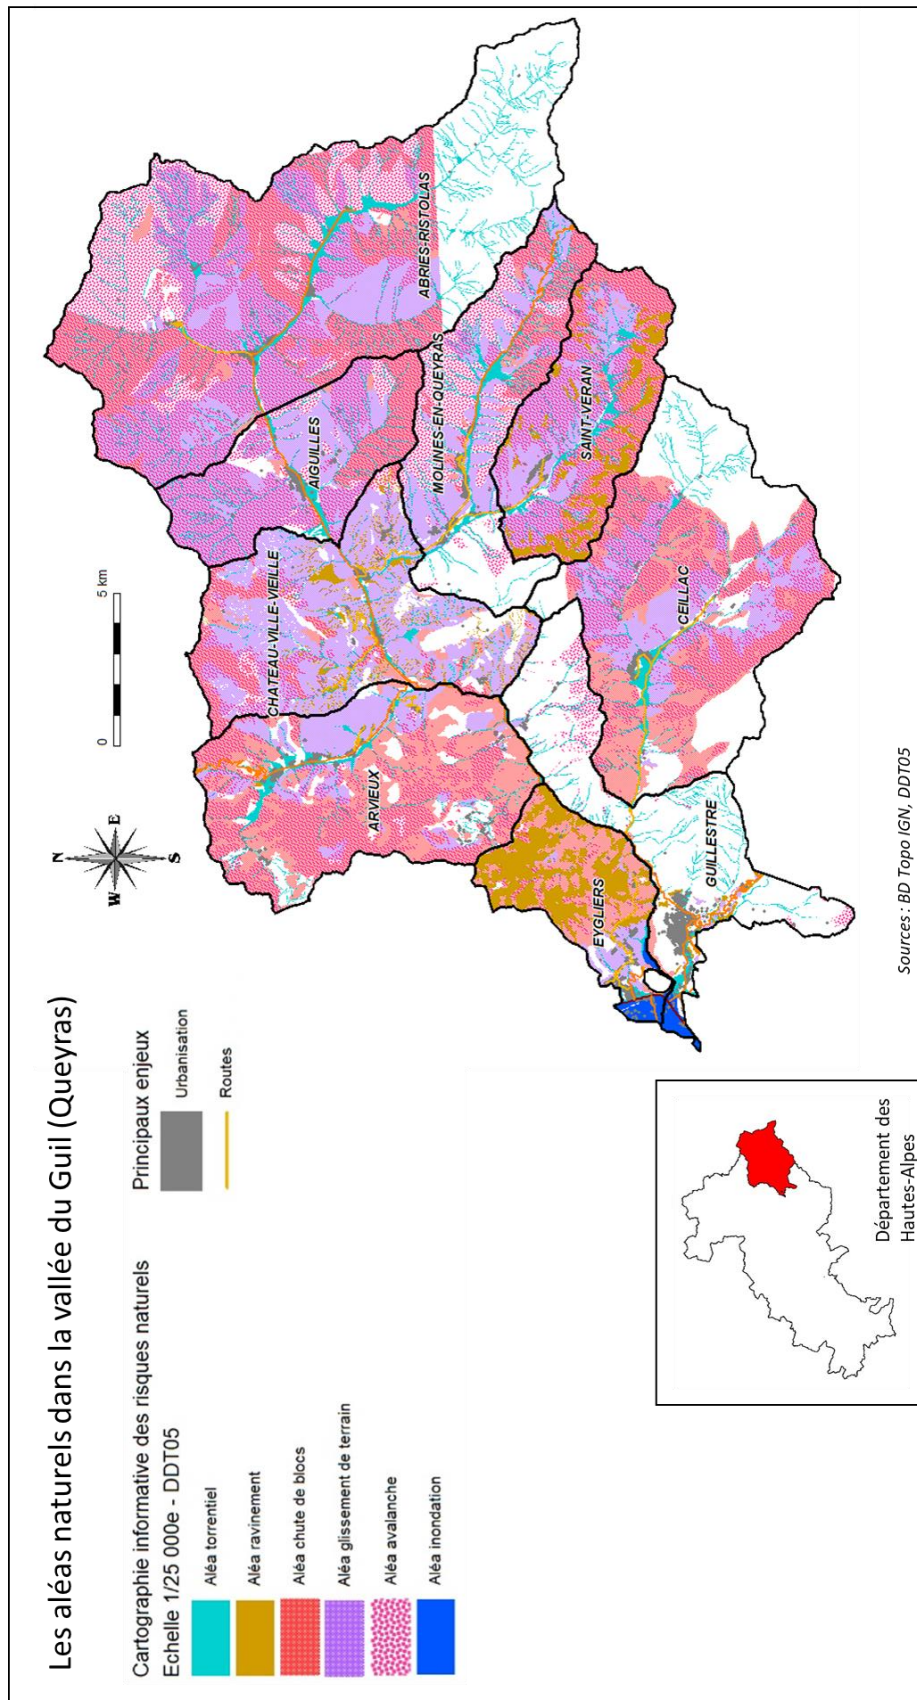 Les aléas naturels dans la vallée du Guil (Queyras)
Cartographie informative des risques naturels
Echelle 1/25 000e - DDT05
Aléa torrentiel
Aléa ravinement
Aléa chute de blocs
Aléa glissement de terrain
Aléa avalanche
Aléa inondation
Principaux enjeux
Urbanisation
Routes
N
W
E
S
0
5 km
ABRIES-RISTOLAS
AIGUILLES
CHATEAU-VILLE-VIEILLE
MOLINES-EN-QUEYRAS
SAINT-VERAN
ARVIEUX
CEILLAC
EYGLIERS
GUILLESTRE
Département des
Hautes-Alpes
Sources : BD Topo IGN, DDT05